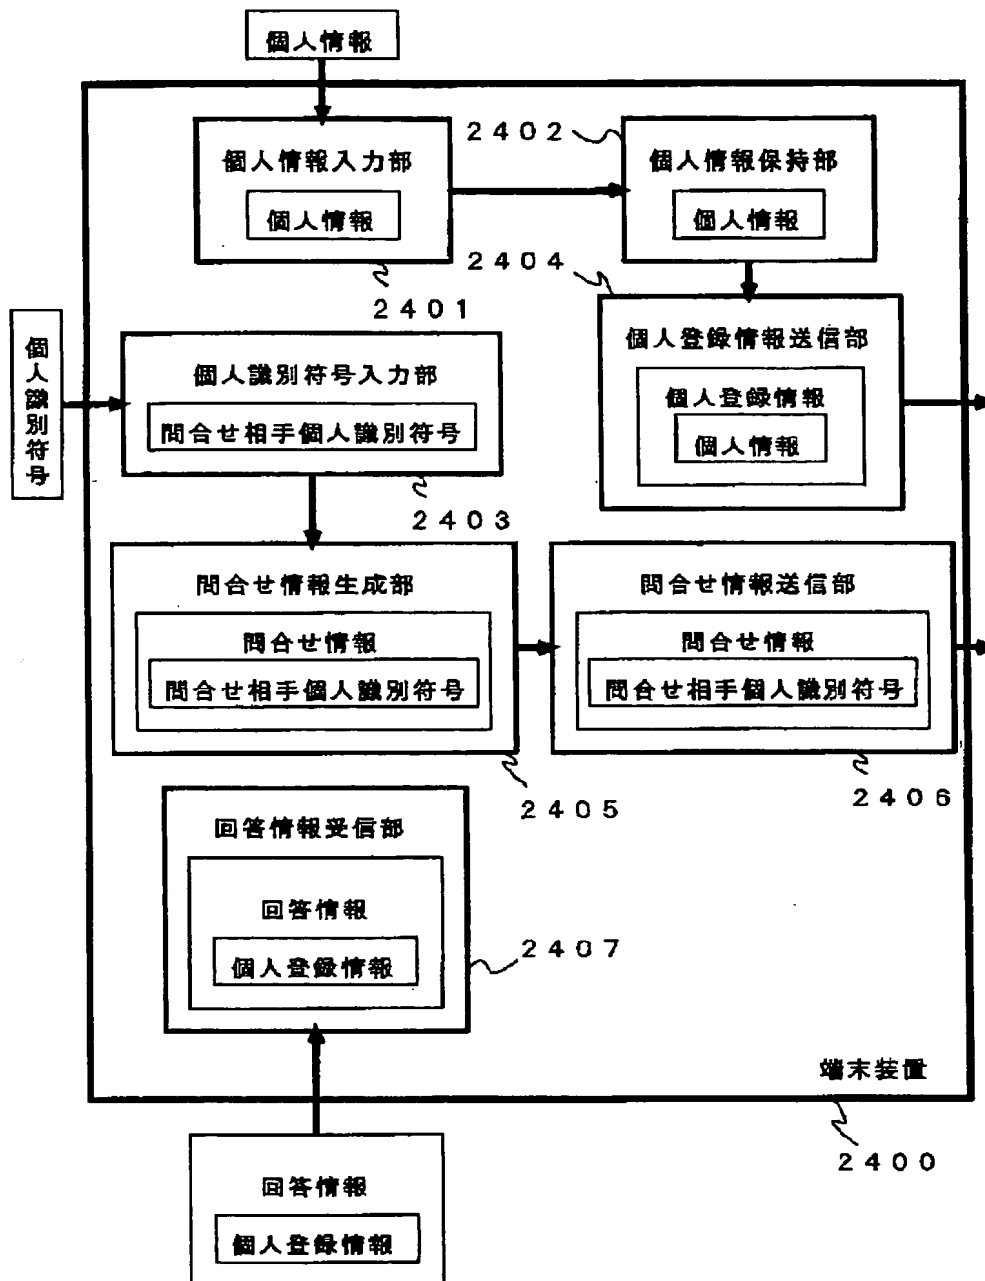 個人情報
個人情報入力部
個人情報
2401
2402
個人情報保持部
個人情報
2404
個人登録情報送信部
個人登録情報
個人情報
個人識別符号
個人識別符号入力部
問合せ相手個人識別符号
2403
問合せ情報生成部
問合せ情報
問合せ相手個人識別符号
2405
問合せ情報送信部
問合せ情報
問合せ相手個人識別符号
2406
回答情報受信部
回答情報
個人登録情報
2407
端末装置
2400
回答情報
個人登録情報